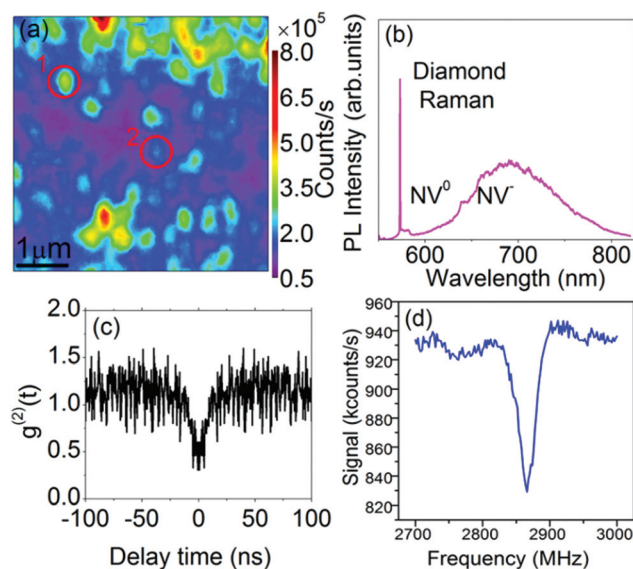 (a)
1
2
1μm
×10⁵
8.0
6.5
5.0
3.5
2.0
0.5
Counts/s
(b)
Diamond
Raman
NV⁰
NV⁻
PL Intensity (arb.units)
600
700
800
Wavelength (nm)
(c)
g⁽²⁾(t)
2.0
1.5
1.0
0.5
0.0
-100
-50
0
50
100
Delay time (ns)
(d)
Signal (kcounts/s)
960
940
920
900
880
860
840
820
2700
2800
2900
3000
Frequency (MHz)